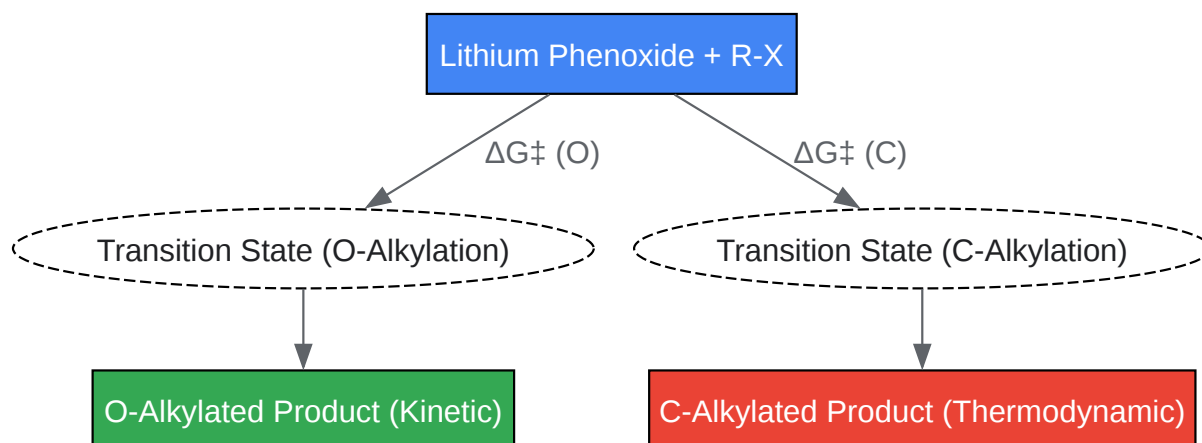 Lithium Phenoxide + R-X
ΔG‡ (O)
ΔG‡ (C)
Transition State (O-Alkylation)
Transition State (C-Alkylation)
O-Alkylated Product (Kinetic)
C-Alkylated Product (Thermodynamic)